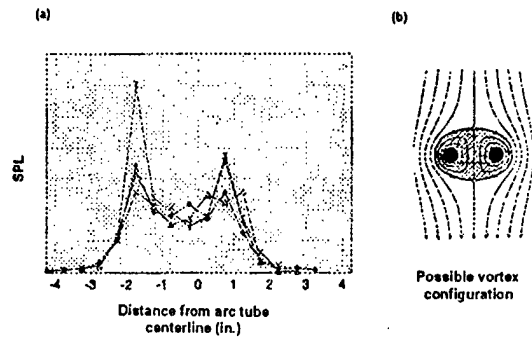 (a)
(b)
SPL
-4 -3 -2 -1 0 1 2 3 4
Distance from arc tube
centerline (in.)
Possible vortex
configuration